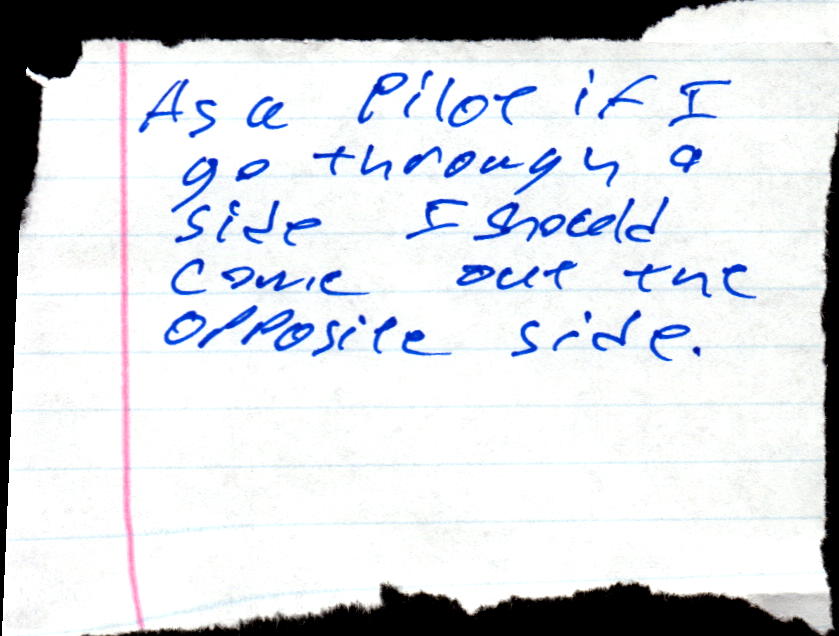 As a Pilot if I
go through a
side I should
come out the
opposite side.